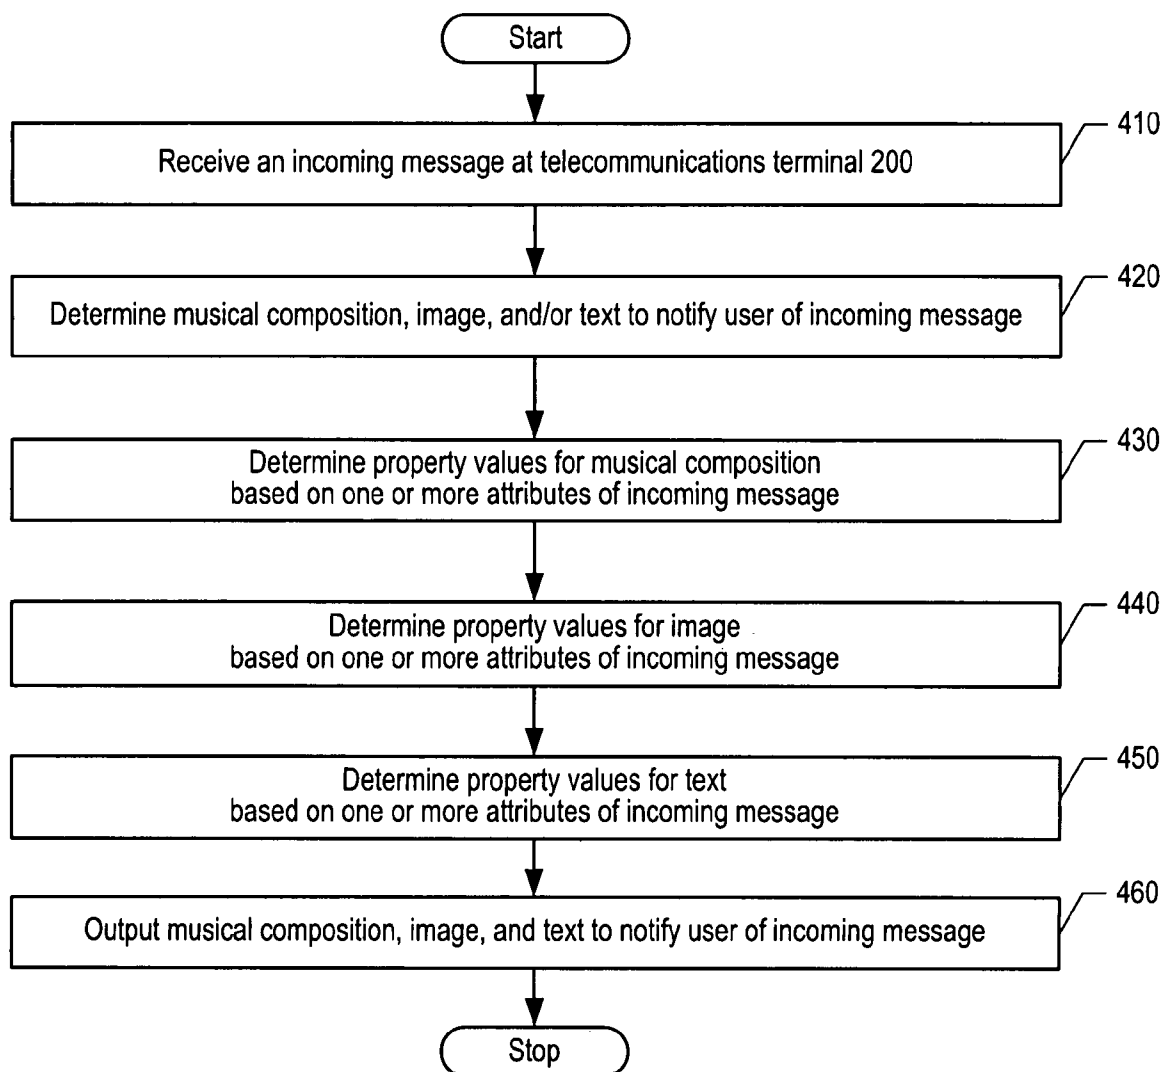 Start
410
Receive an incoming message at telecommunications terminal 200
420
Determine musical composition, image, and/or text to notify user of incoming message
430
Determine property values for musical composition
based on one or more attributes of incoming message
440
Determine property values for image
based on one or more attributes of incoming message
450
Determine property values for text
based on one or more attributes of incoming message
460
Output musical composition, image, and text to notify user of incoming message
Stop